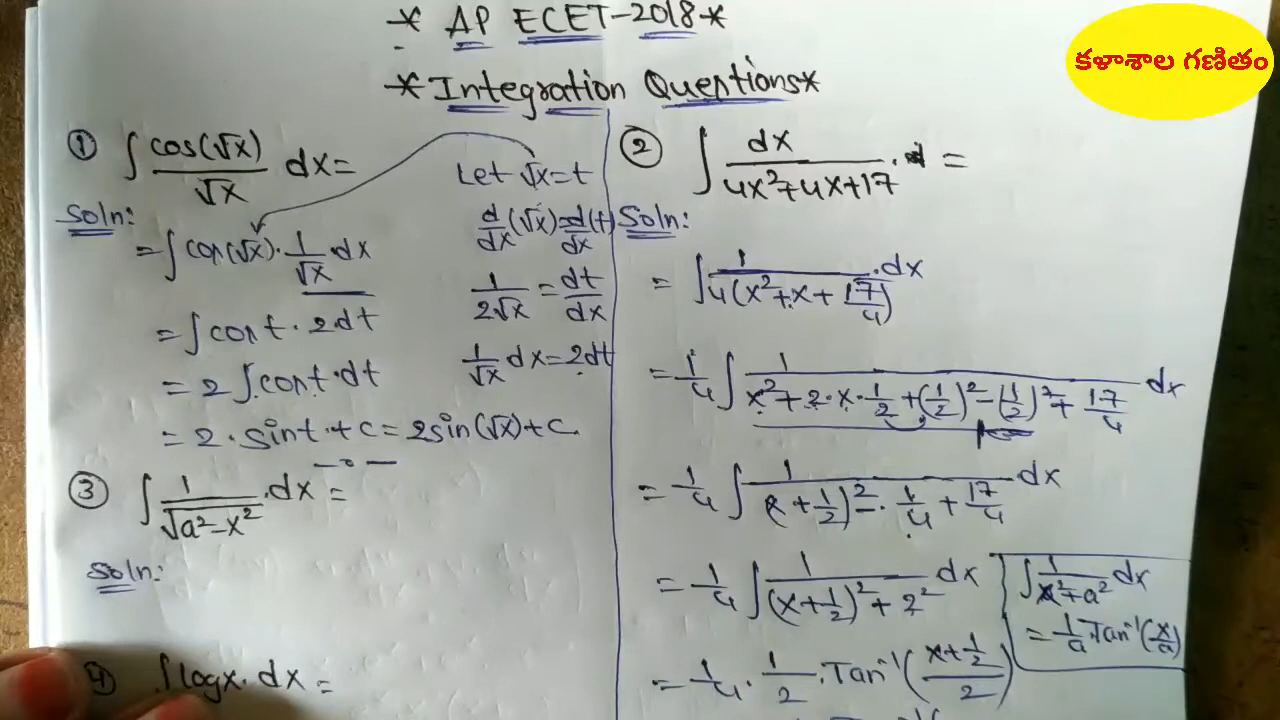 * AP ECET-2018 *
* Integration Questions *
కళాశాల గణితం
① ∫ cos(√x)/√x dx =
Let √x = t
Soln:
d/dx (√x) = d/dx (t)
= ∫ cos(√x) · 1/√x · dx
1/2√x = dt/dx
= ∫ cos t · 2dt
1/√x dx = 2dt
= 2 ∫ cos t · dt
= 2 · sint + c = 2sin(√x) + c
③ ∫ 1/√a²-x² · dx =
Soln:
④ ∫ logx · dx =
② ∫ dx/4x²+4x+17 · =
Soln:
= ∫ 1/4(x²+x+17/4) · dx
= 1/4 ∫ 1/x²+2·x·1/2+(1/2)²-(1/2)²+17/4 dx
= 1/4 ∫ 1/(x+1/2)²-1/4+17/4 dx
= 1/4 ∫ 1/(x+1/2)²+2² dx
∫ 1/x²+a² dx
= 1/a · Tan⁻¹(x/a)
= 1/4 · 1/2 · Tan⁻¹(x+1/2/2)